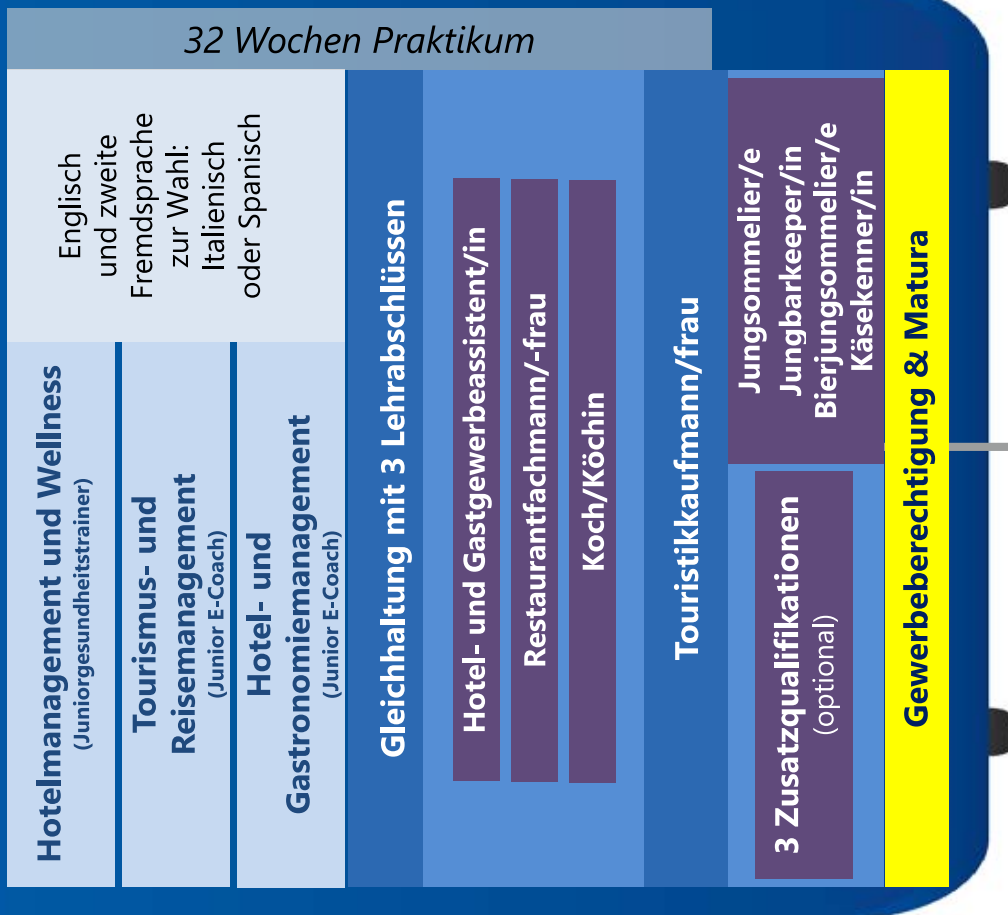 32 Wochen Praktikum
Englisch
und zweite
Fremdsprache
zur Wahl:
Italienisch
oder Spanisch
Hotelmanagement und Wellness
(Juniorgesundheitstrainer)
Tourismus- und
Reisemanagement
(Junior E-Coach)
Hotel- und
Gastronomiemanagement
(Junior E-Coach)
Gleichhaltung mit 3 Lehrabschlüssen
Hotel- und Gastgewerbeassistent/in
Restaurantfachmann/-frau
Koch/Köchin
Touristikkaufmann/frau
Jungsommelier/e
Jungbarkeeper/in
Bierjungsommelier/e
Käsekenner/in
3 Zusatzqualifikationen
(optional)
Gewerbeberechtigung & Matura